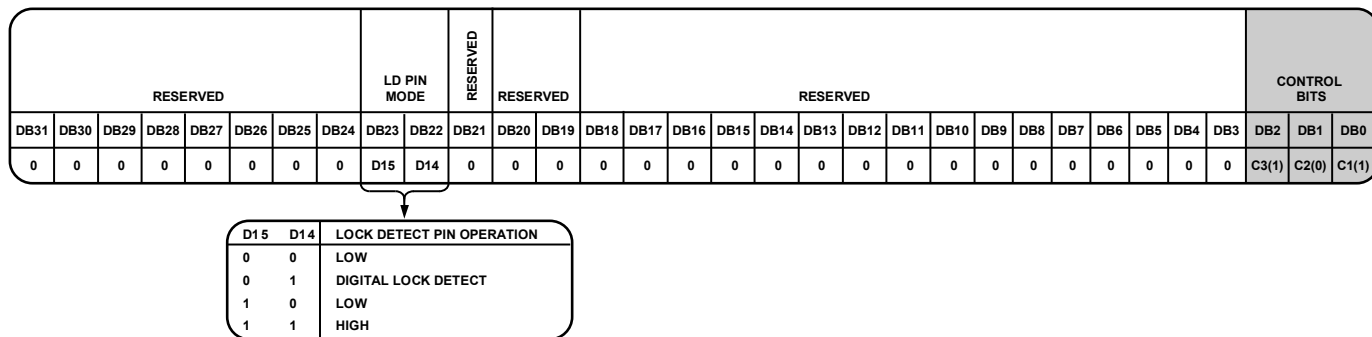 RESERVED LD PIN MODE RESERVED RESERVED RESERVED CONTROL BITS
DB31 DB30 DB29 DB28 DB27 DB26 DB25 DB24 DB23 DB22 DB21 DB20 DB19 DB18 DB17 DB16 DB15 DB14 DB13 DB12 DB11 DB10 DB9 DB8 DB7 DB6 DB5 DB4 DB3 DB2 DB1 DB0
0 0 0 0 0 0 0 0 D15 D14 0 0 0 0 0 0 0 0 0 0 0 0 0 0 0 0 0 0 0 C3(1) C2(0) C1(1)
D15 D14 LOCK DETECT PIN OPERATION
0 0 LOW
0 1 DIGITAL LOCK DETECT
1 0 LOW
1 1 HIGH